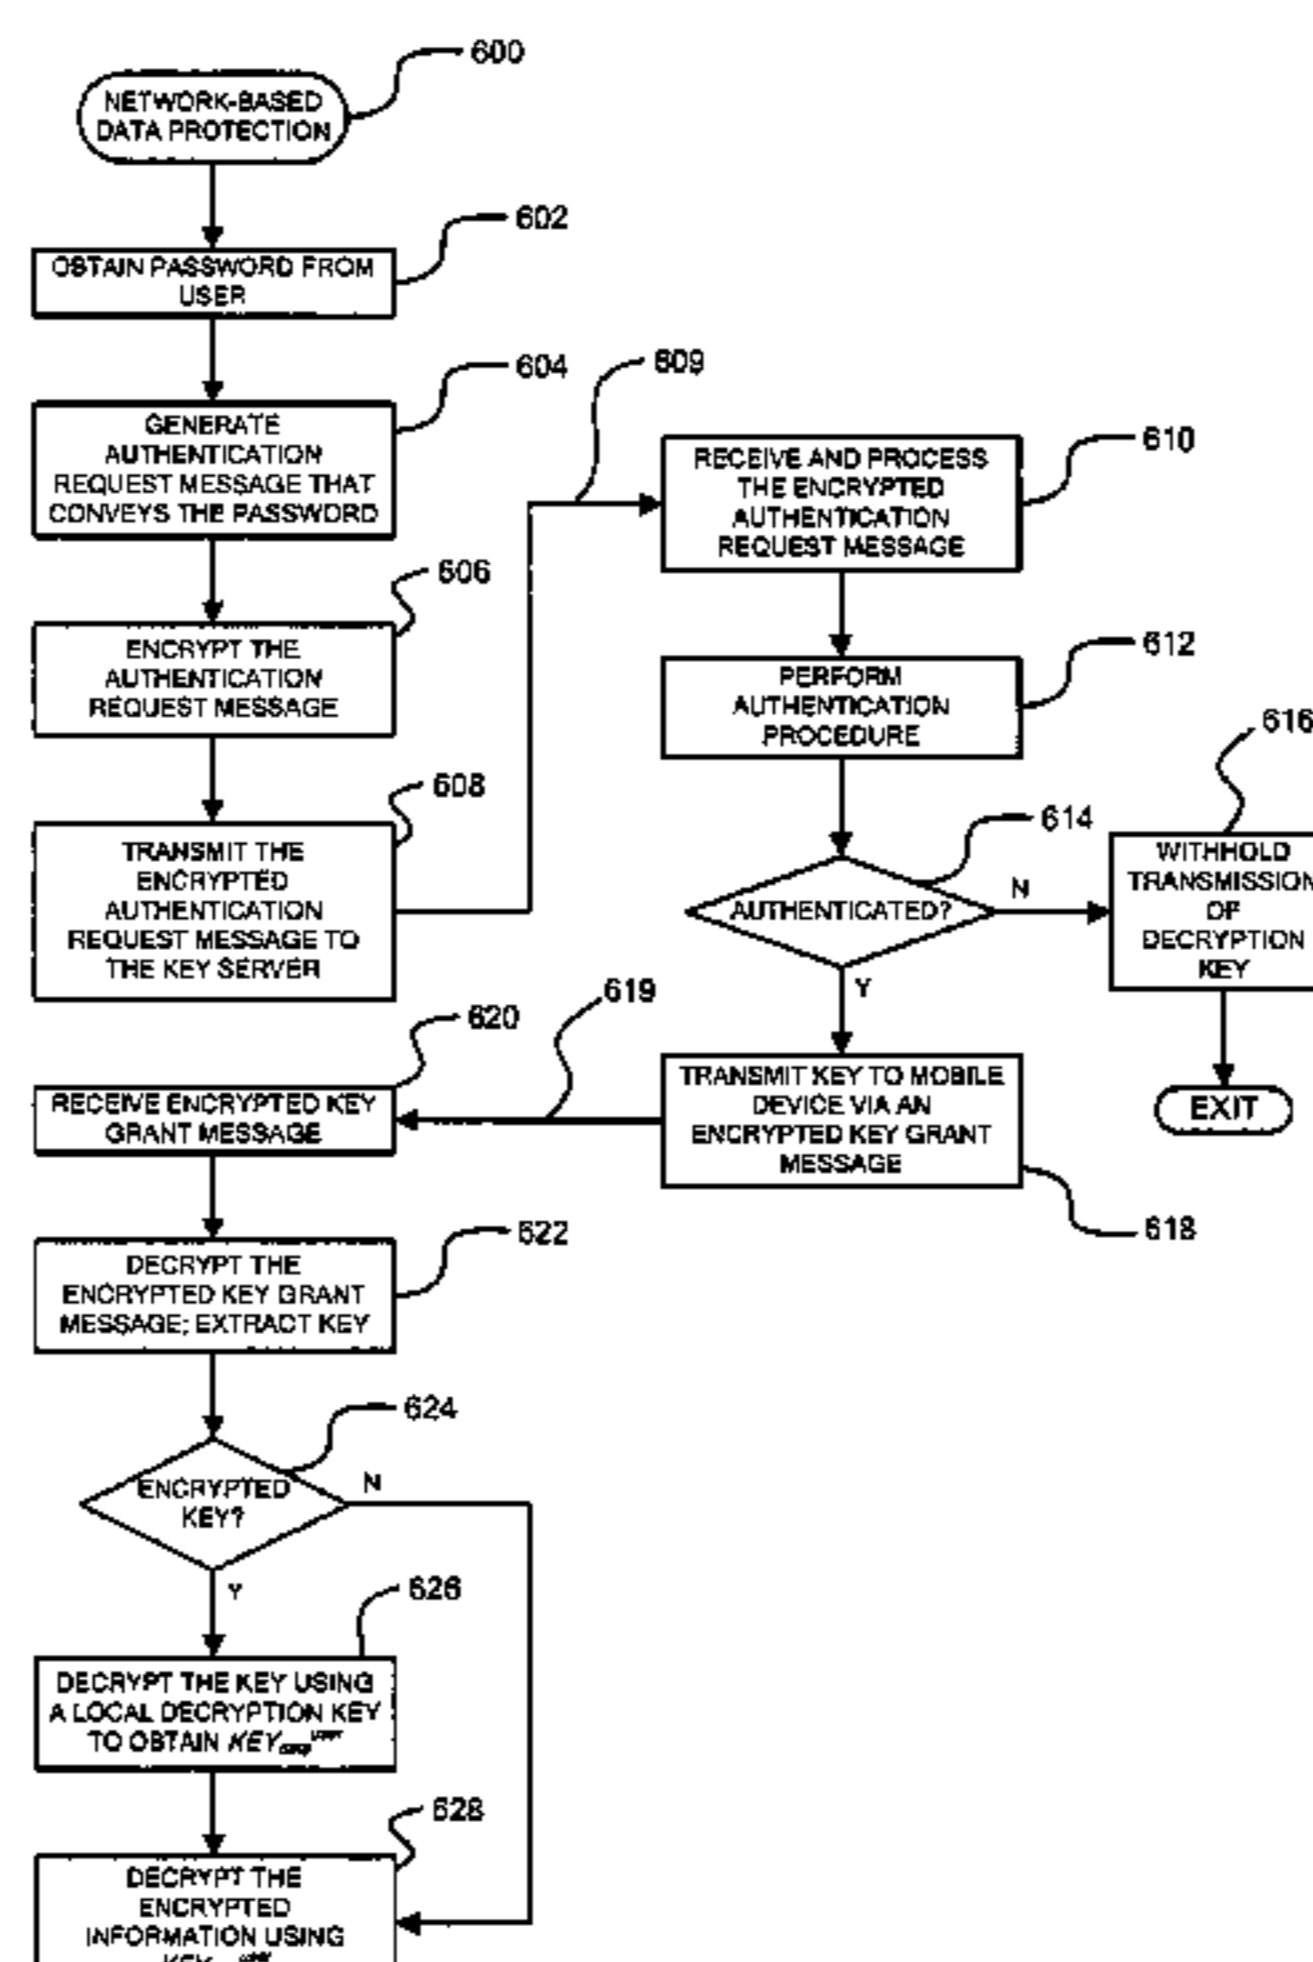 600
NETWORK-BASED
DATA PROTECTION
602
OBTAIN PASSWORD FROM
USER
604
GENERATE
AUTHENTICATION
REQUEST MESSAGE THAT
CONVEYS THE PASSWORD
606
ENCRYPT THE
AUTHENTICATION
REQUEST MESSAGE
608
TRANSMIT THE
ENCRYPTED
AUTHENTICATION
REQUEST MESSAGE TO
THE KEY SERVER
609
610
RECEIVE AND PROCESS
THE ENCRYPTED
AUTHENTICATION
REQUEST MESSAGE
612
PERFORM
AUTHENTICATION
PROCEDURE
614
AUTHENTICATED?
N
Y
616
WITHHOLD
TRANSMISSION
OF
DECRYPTION
KEY
EXIT
TRANSMIT KEY TO MOBILE
DEVICE VIA AN
ENCRYPTED KEY GRANT
MESSAGE
618
619
620
RECEIVE ENCRYPTED KEY
GRANT MESSAGE
622
DECRYPT THE
ENCRYPTED KEY GRANT
MESSAGE; EXTRACT KEY
624
ENCRYPTED
KEY?
N
Y
626
DECRYPT THE KEY USING
A LOCAL DECRYPTION KEY
TO OBTAIN KEY
628
DECRYPT THE
ENCRYPTED
INFORMATION USING
KEY